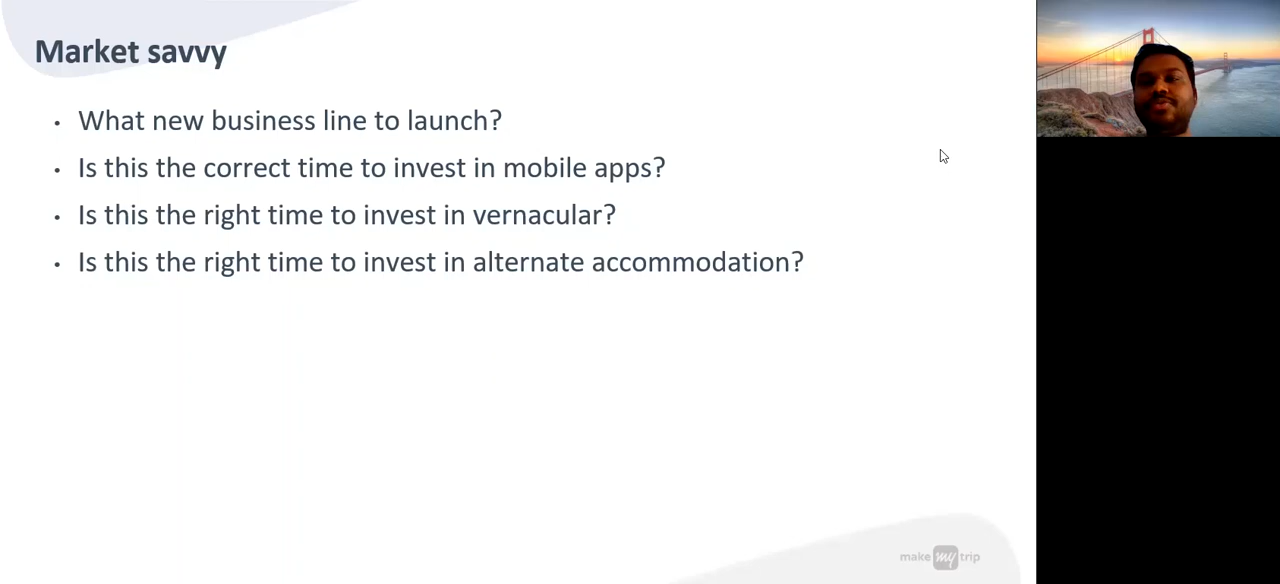 Market savvy
• What new business line to launch?
• Is this the correct time to invest in mobile apps?
• Is this the right time to invest in vernacular?
• Is this the right time to invest in alternate accommodation?
make my trip